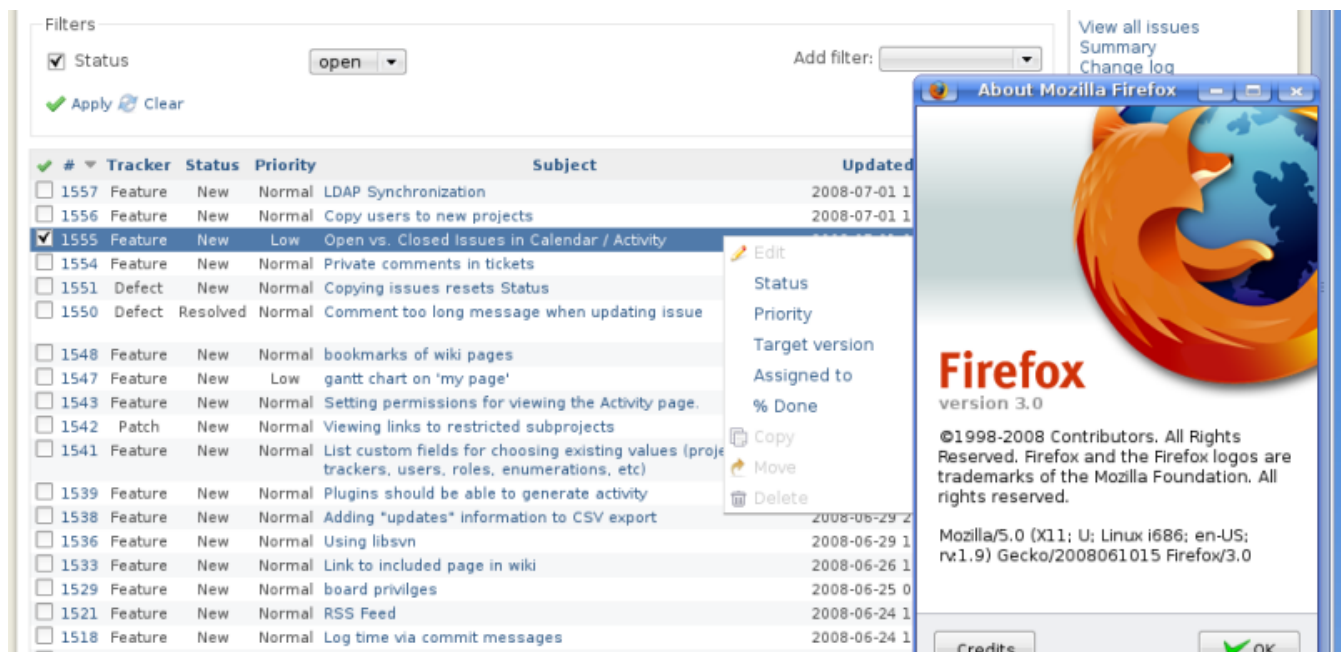 Filters
Status open Add filter:
Apply Clear
View all issues
Summary
Change log
# Tracker Status Priority Subject Updated
1557 Feature New Normal LDAP Synchronization 2008-07-01 1
1556 Feature New Normal Copy users to new projects 2008-07-01 1
1555 Feature New Low Open vs. Closed Issues in Calendar / Activity
1554 Feature New Normal Private comments in tickets
1551 Defect New Normal Copying issues resets Status
1550 Defect Resolved Normal Comment too long message when updating issue
1548 Feature New Normal bookmarks of wiki pages
1547 Feature New Low gantt chart on 'my page'
1543 Feature New Normal Setting permissions for viewing the Activity page.
1542 Patch New Normal Viewing links to restricted subprojects
1541 Feature New Normal List custom fields for choosing existing values (proje
trackers, users, roles, enumerations, etc)
1539 Feature New Normal Plugins should be able to generate activity
1538 Feature New Normal Adding "updates" information to CSV export 2008-06-29 2
1536 Feature New Normal Using libsvn 2008-06-29 1
1533 Feature New Normal Link to included page in wiki 2008-06-26 1
1529 Feature New Normal board privilges 2008-06-25 0
1521 Feature New Normal RSS Feed 2008-06-24 1
1518 Feature New Normal Log time via commit messages 2008-06-24 1
Edit
Status
Priority
Target version
Assigned to
% Done
Copy
Move
Delete
About Mozilla Firefox
Firefox
version 3.0
©1998-2008 Contributors. All Rights
Reserved. Firefox and the Firefox logos are
trademarks of the Mozilla Foundation. All
rights reserved.
Mozilla/5.0 (X11; U; Linux i686; en-US;
rv:1.9) Gecko/2008061015 Firefox/3.0
Credits OK